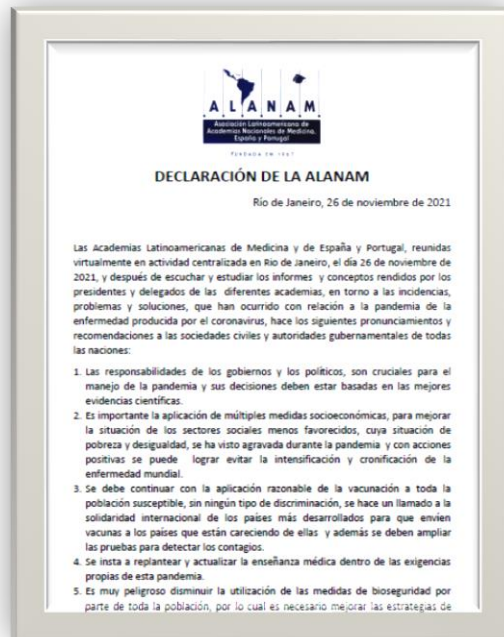 A L A N A M
Asociación Latinoamericana de
Academias Nacionales de Medicina,
España y Portugal
FUNDADA EN 1967
DECLARACIÓN DE LA ALANAM
Río de Janeiro, 26 de noviembre de 2021
Las Academias Latinoamericanas de Medicina y de España y Portugal, reunidas
virtualmente en actividad centralizada en Rio de Janeiro, el día 26 de noviembre de
2021, y después de escuchar y estudiar los informes y conceptos rendidos por los
presidentes y delegados de las diferentes academias, en torno a las incidencias,
problemas y soluciones, que han ocurrido con relación a la pandemia de la
enfermedad producida por el coronavirus, hace los siguientes pronunciamientos y
recomendaciones a las sociedades civiles y autoridades gubernamentales de todas
las naciones:
1. Las responsabilidades de los gobiernos y los políticos, son cruciales para el
manejo de la pandemia y sus decisiones deben estar basadas en las mejores
evidencias científicas.
2. Es importante la aplicación de múltiples medidas socioeconómicas, para mejorar
la situación de los sectores sociales menos favorecidos, cuya situación de
pobreza y desigualdad, se ha visto agravada durante la pandemia y con acciones
positivas se puede lograr evitar la intensificación y cronificación de la
enfermedad mundial.
3. Se debe continuar con la aplicación razonable de la vacunación a toda la
población susceptible, sin ningún tipo de discriminación, se hace un llamado a la
solidaridad internacional de los países más desarrollados para que envíen
vacunas a los países que están careciendo de ellas y además se deben ampliar
las pruebas para detectar los contagios.
4. Se insta a replantear y actualizar la enseñanza médica dentro de las exigencias
propias de esta pandemia.
5. Es muy peligroso disminuir la utilización de las medidas de bioseguridad por
parte de toda la población, por lo cual es necesario mejorar las estrategias de